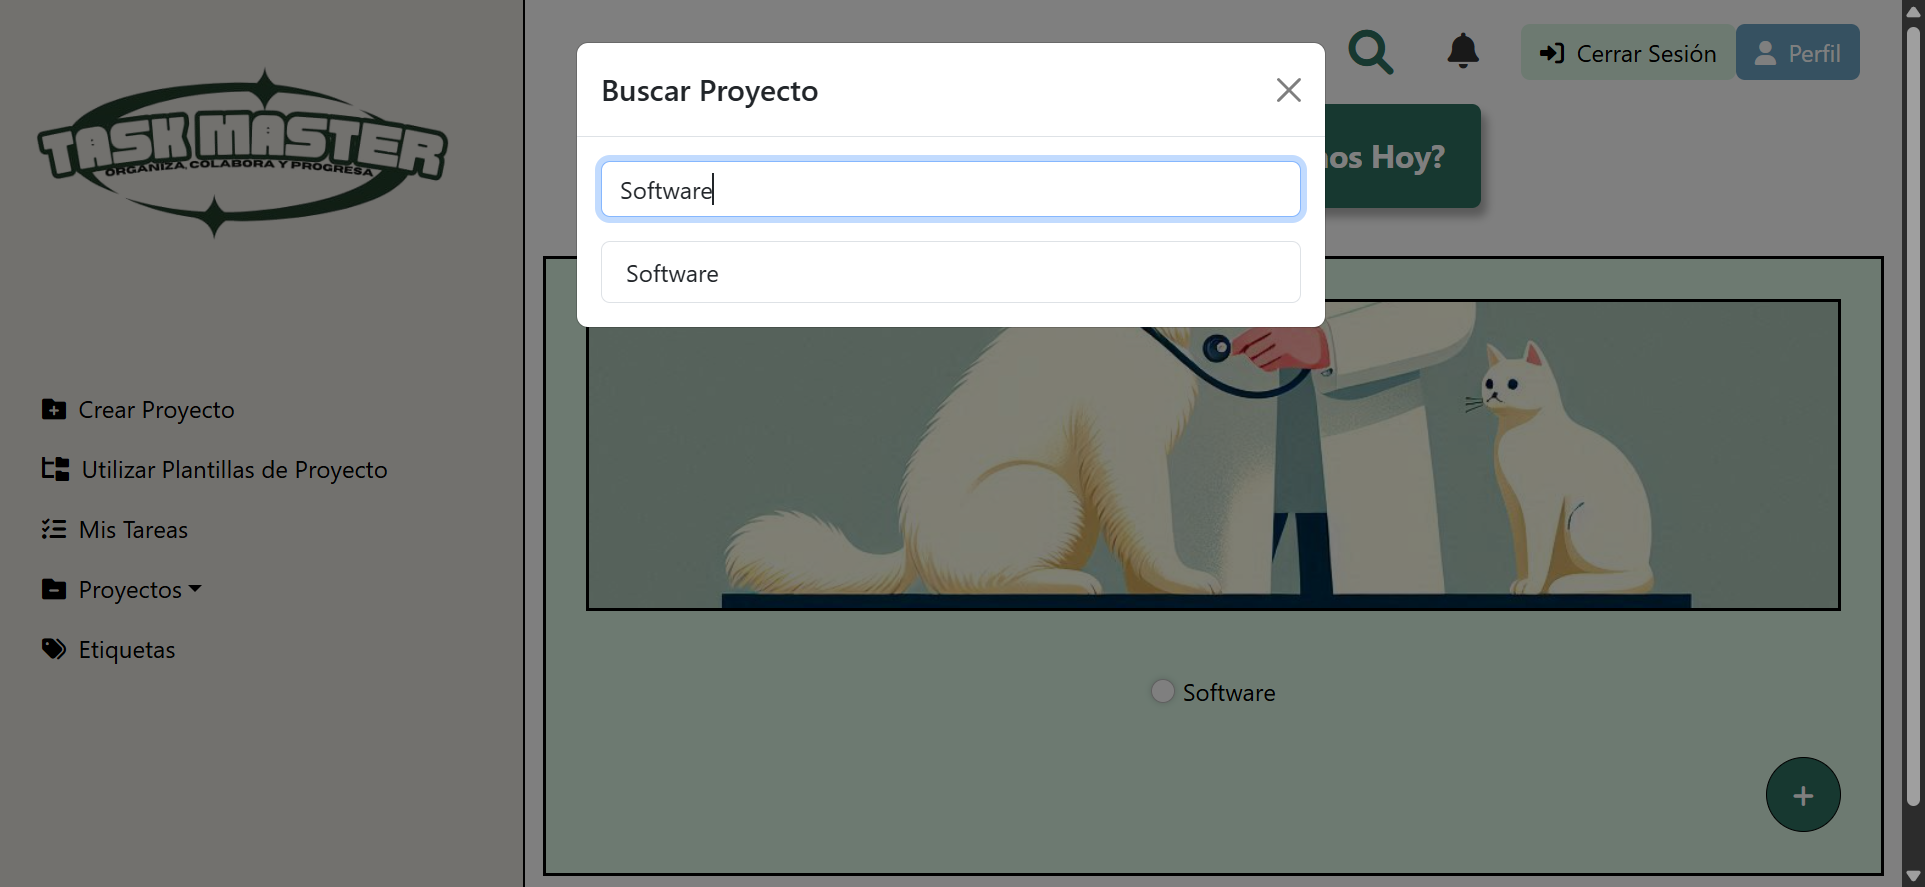 TASK MASTER
ORGANIZA, COLABORA Y PROGRESA
Crear Proyecto
Utilizar Plantillas de Proyecto
Mis Tareas
Proyectos
Etiquetas
Cerrar Sesión
Perfil
Buscar Proyecto
Hoy?
Software
Software
Software